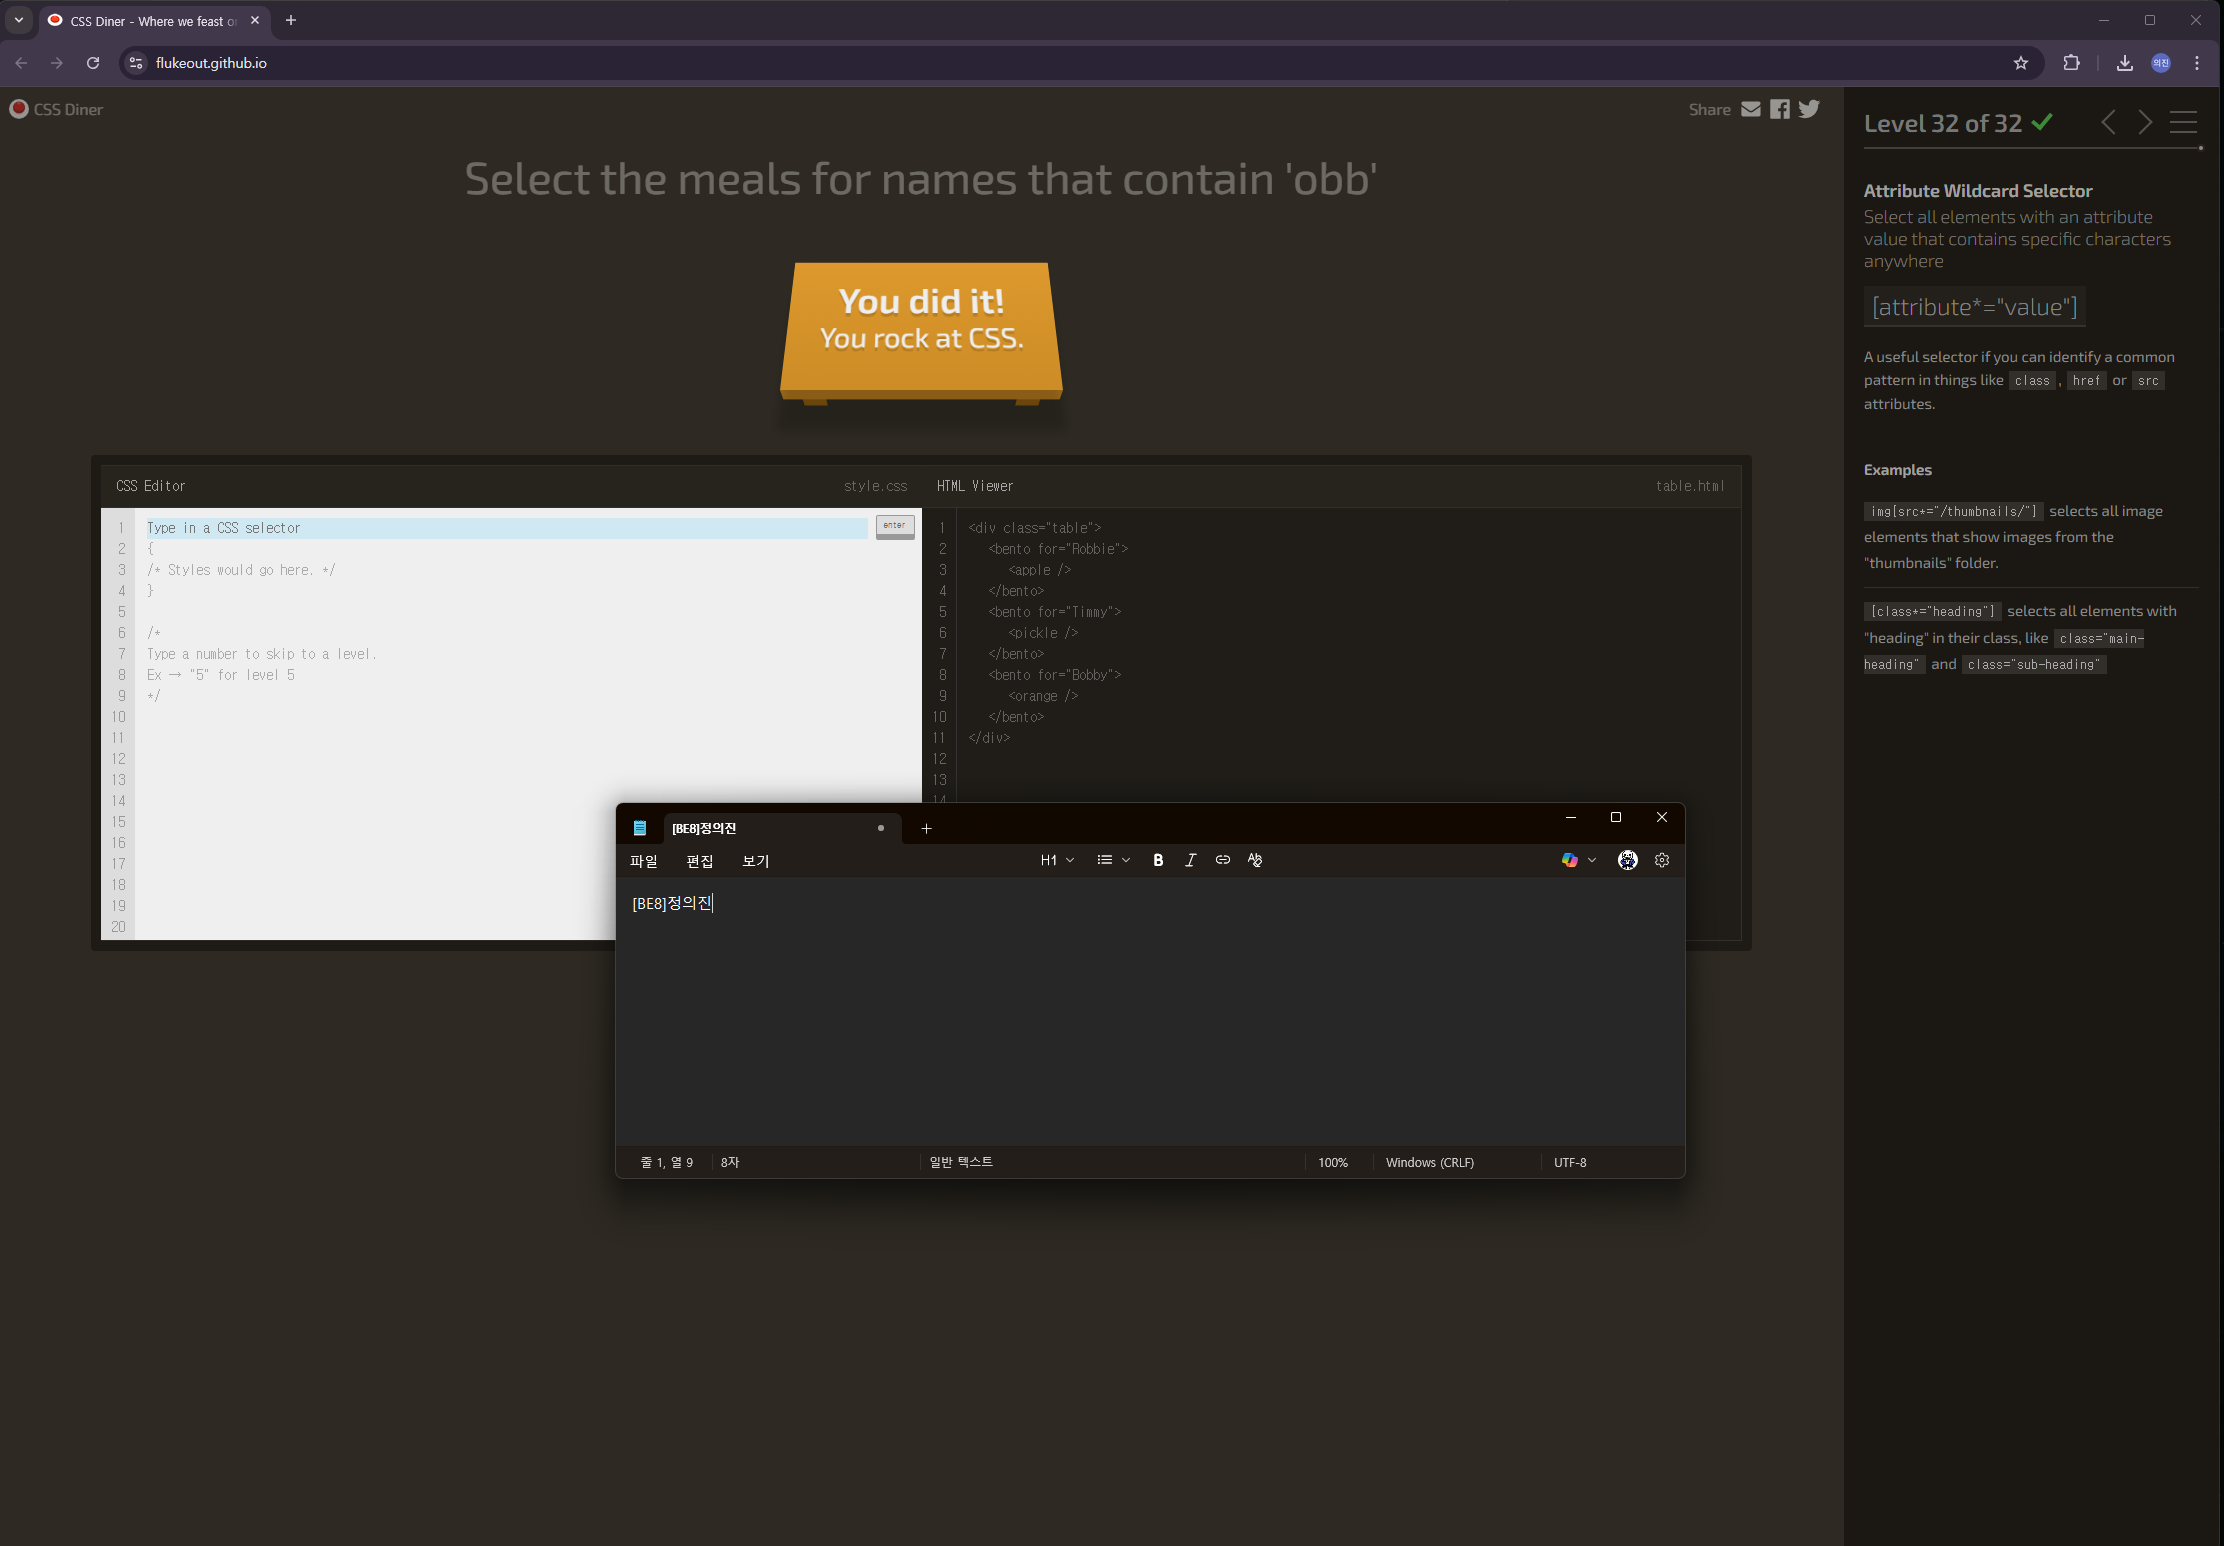 CSS Diner - Where we feast o
flukeout.github.io
의진
CSS Diner
Share
Select the meals for names that contain 'obb'
You did it!
You rock at CSS.
CSS Editor
style.css
1 Type in a CSS selector
enter
2 {
3 /* Styles would go here. */
4 }
5
6 /*
7 Type a number to skip to a level.
8 Ex → "5" for level 5
9 */
10
11
12
13
14
15
16
17
18
19
20
HTML Viewer
table.html
1 <div class="table">
2 <bento for="Robbie">
3 <apple />
4 </bento>
5 <bento for="Timmy">
6 <pickle />
7 </bento>
8 <bento for="Bobby">
9 <orange />
10 </bento>
11 </div>
12
13
14
Level 32 of 32
Attribute Wildcard Selector
Select all elements with an attribute
value that contains specific characters
anywhere
[attribute*="value"]
A useful selector if you can identify a common
pattern in things like class , href or src
attributes.
Examples
img[src*="/thumbnails/"] selects all image
elements that show images from the
"thumbnails" folder.
[class*="heading"] selects all elements with
"heading" in their class, like class="main-
heading" and class="sub-heading"
[BE8]정의진
파일 편집 보기
H1
B I
[BE8]정의진
줄 1, 열 9 8자 일반 텍스트 100% Windows (CRLF) UTF-8